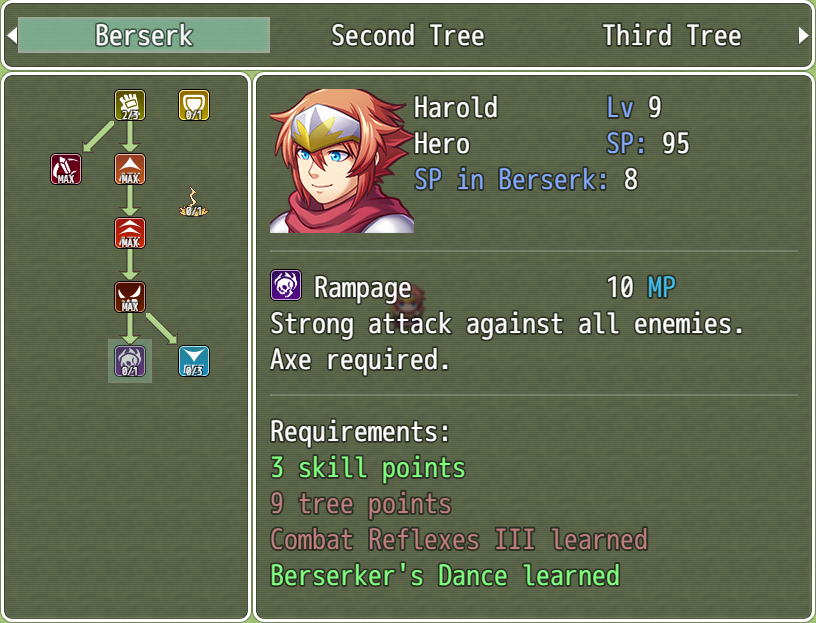 Berserk Second Tree Third Tree
2/3 0/1
MAX MAX
0/1
MAX
MAX
0/1 0/3
Harold Lv 9
Hero SP: 95
SP in Berserk: 8
Rampage 10 MP
Strong attack against all enemies.
Axe required.
Requirements:
3 skill points
9 tree points
Combat Reflexes III learned
Berserker's Dance learned